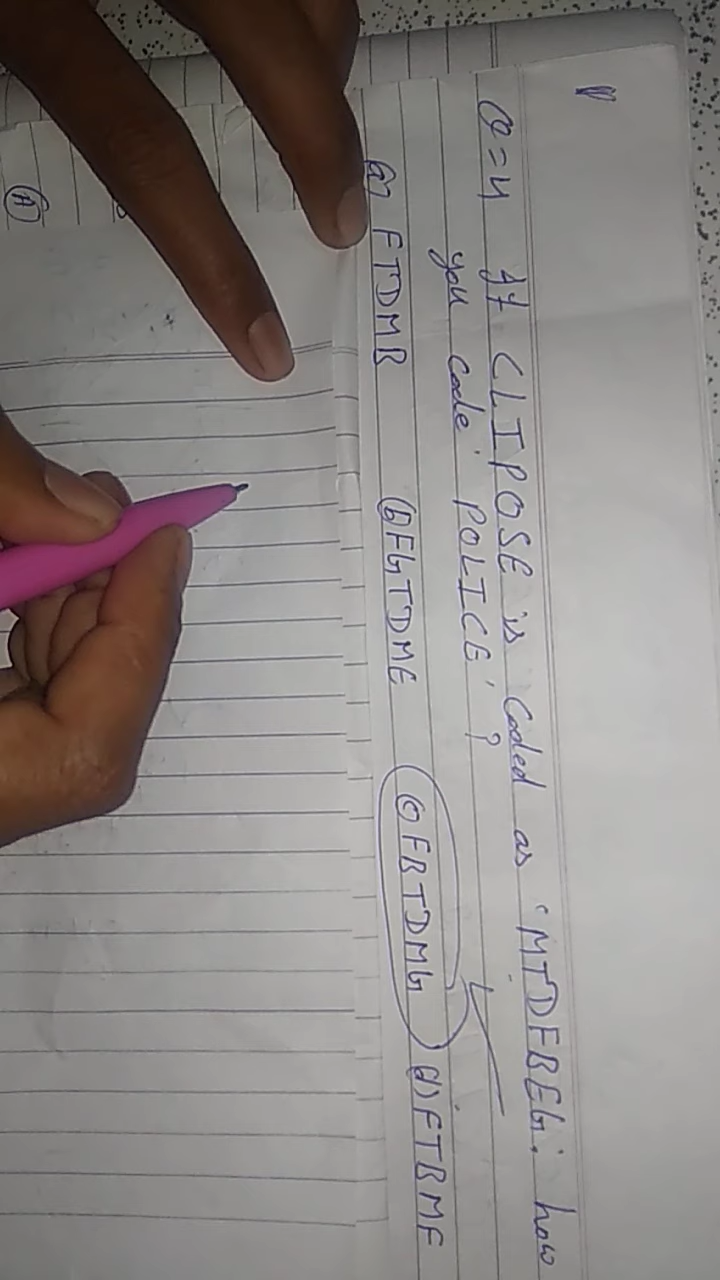 Q=4 If CLIPOSE is Coded as 'MTDFBEG', how
you code 'POLICE'?
(a) FTDMB (b) FGTDME (c) FBTDMG (d) FTBMF
(A)